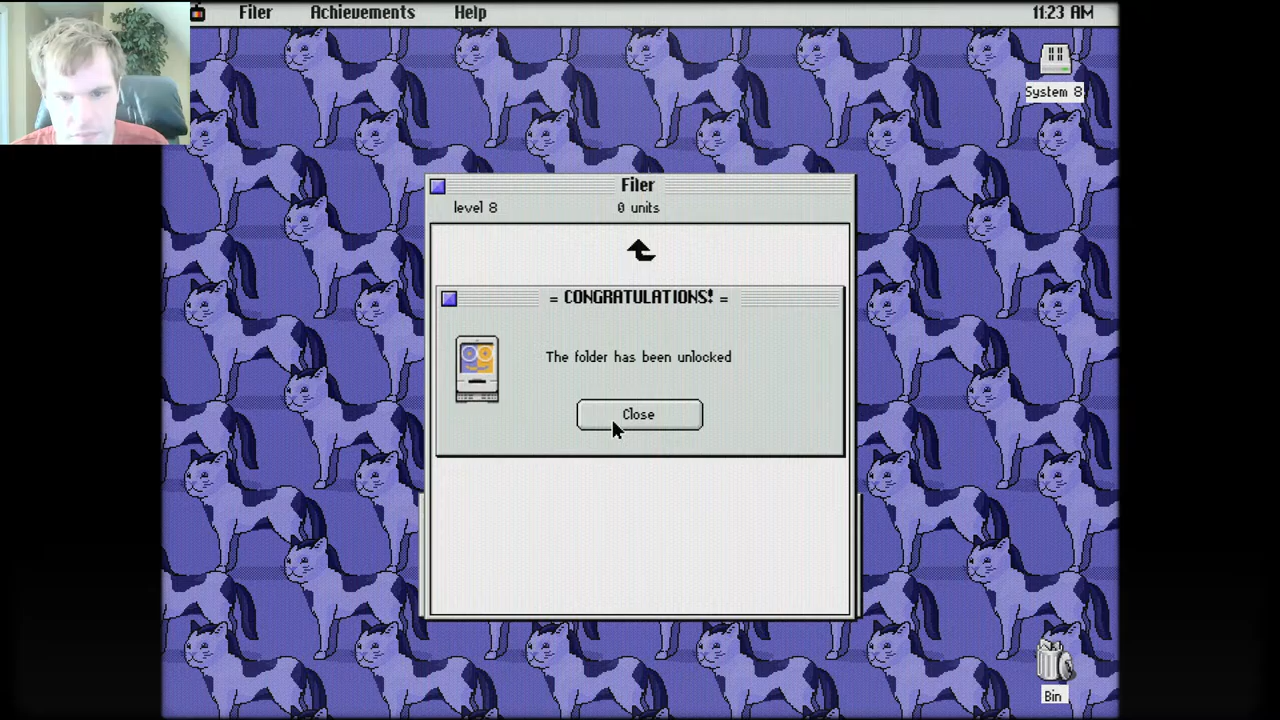 Filer Achievements Help 11:23 AM
System 8
Filer
level 8 0 units
= CONGRATULATIONS! =
The folder has been unlocked
Close
Bin